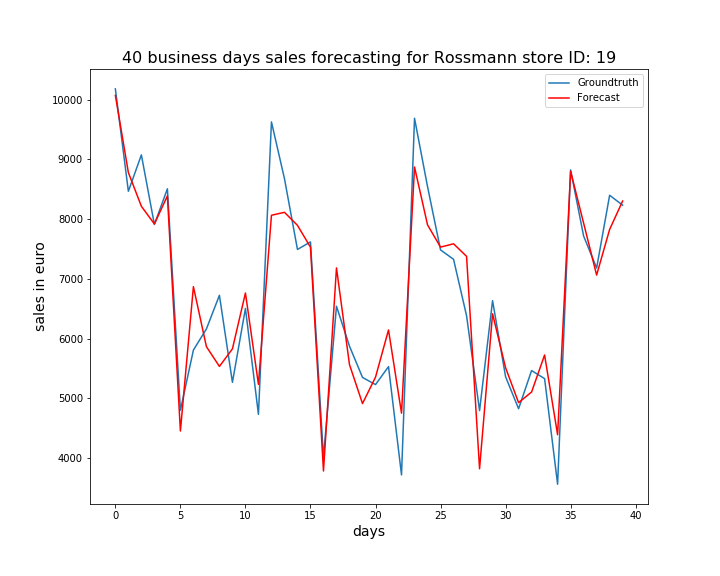 40 business days sales forecasting for Rossmann store ID: 19
Groundtruth
Forecast
10000
9000
8000
7000
6000
5000
4000
sales in euro
0 5 10 15 20 25 30 35 40
days